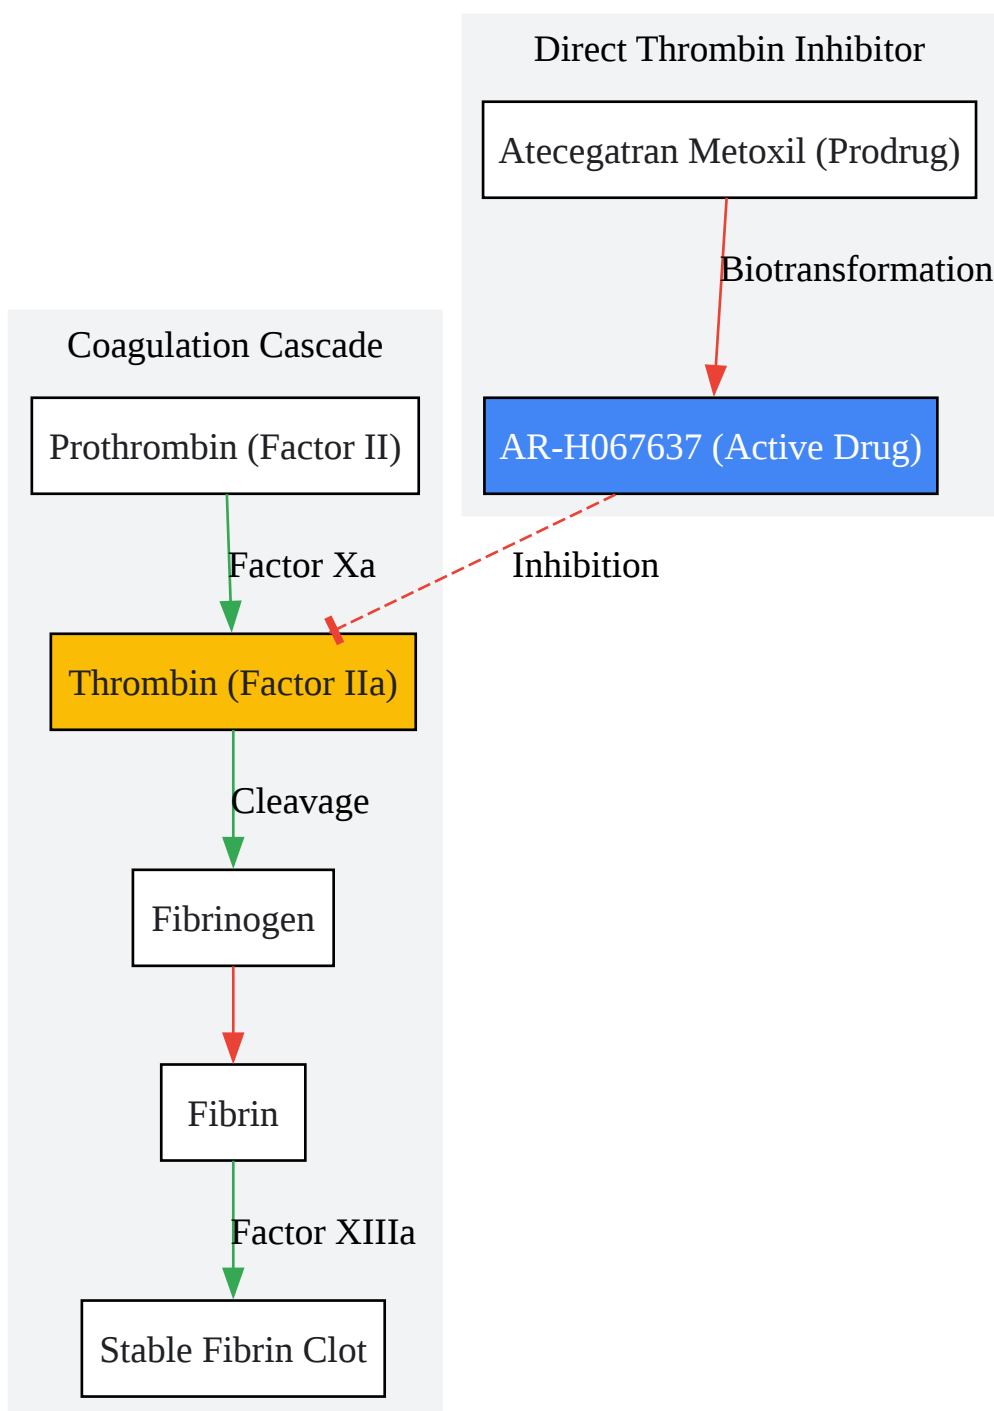 Direct Thrombin Inhibitor
Atecegatran Metoxil (Prodrug)
Biotransformation
AR-H067637 (Active Drug)
Inhibition
Coagulation Cascade
Prothrombin (Factor II)
Factor Xa
Thrombin (Factor IIa)
Cleavage
Fibrinogen
Fibrin
Factor XIIIa
Stable Fibrin Clot